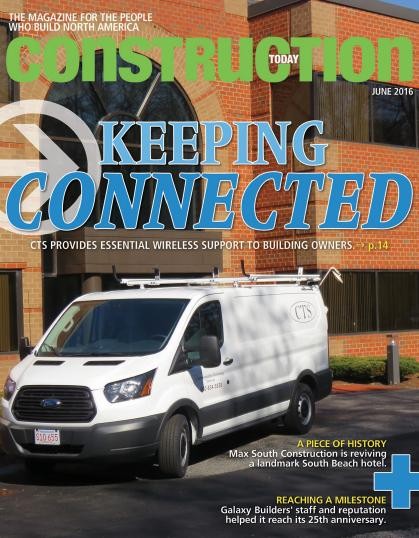 THE MAGAZINE FOR THE PEOPLE
WHO BUILD NORTH AMERICA
CONSTRUCTION
TODAY
JUNE 2016
KEEPING
CONNECTED
CTS PROVIDES ESSENTIAL WIRELESS SUPPORT TO BUILDING OWNERS. → p.14
CTS
Ford
A PIECE OF HISTORY
Max South Construction is reviving
a landmark South Beach hotel.
REACHING A MILESTONE
Galaxy Builders' staff and reputation
helped it reach its 25th anniversary.